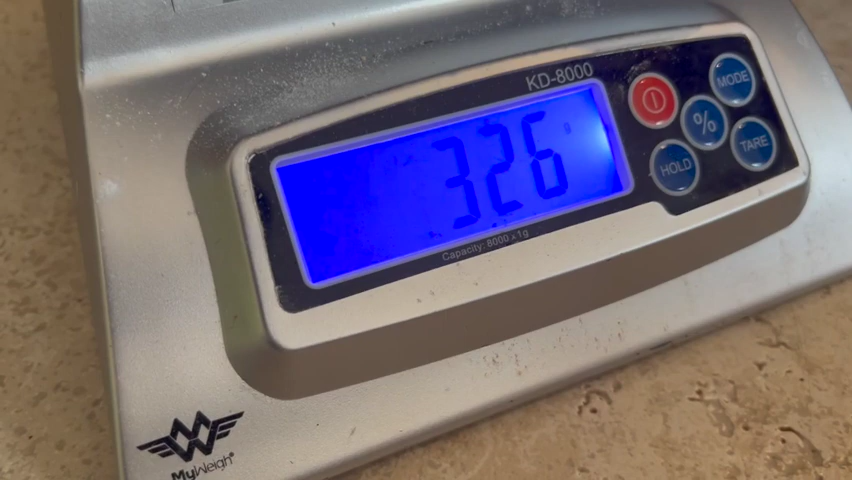 KD-8000
326
Capacity: 8000 x 1g
MODE
%
HOLD
TARE
MyWeigh®